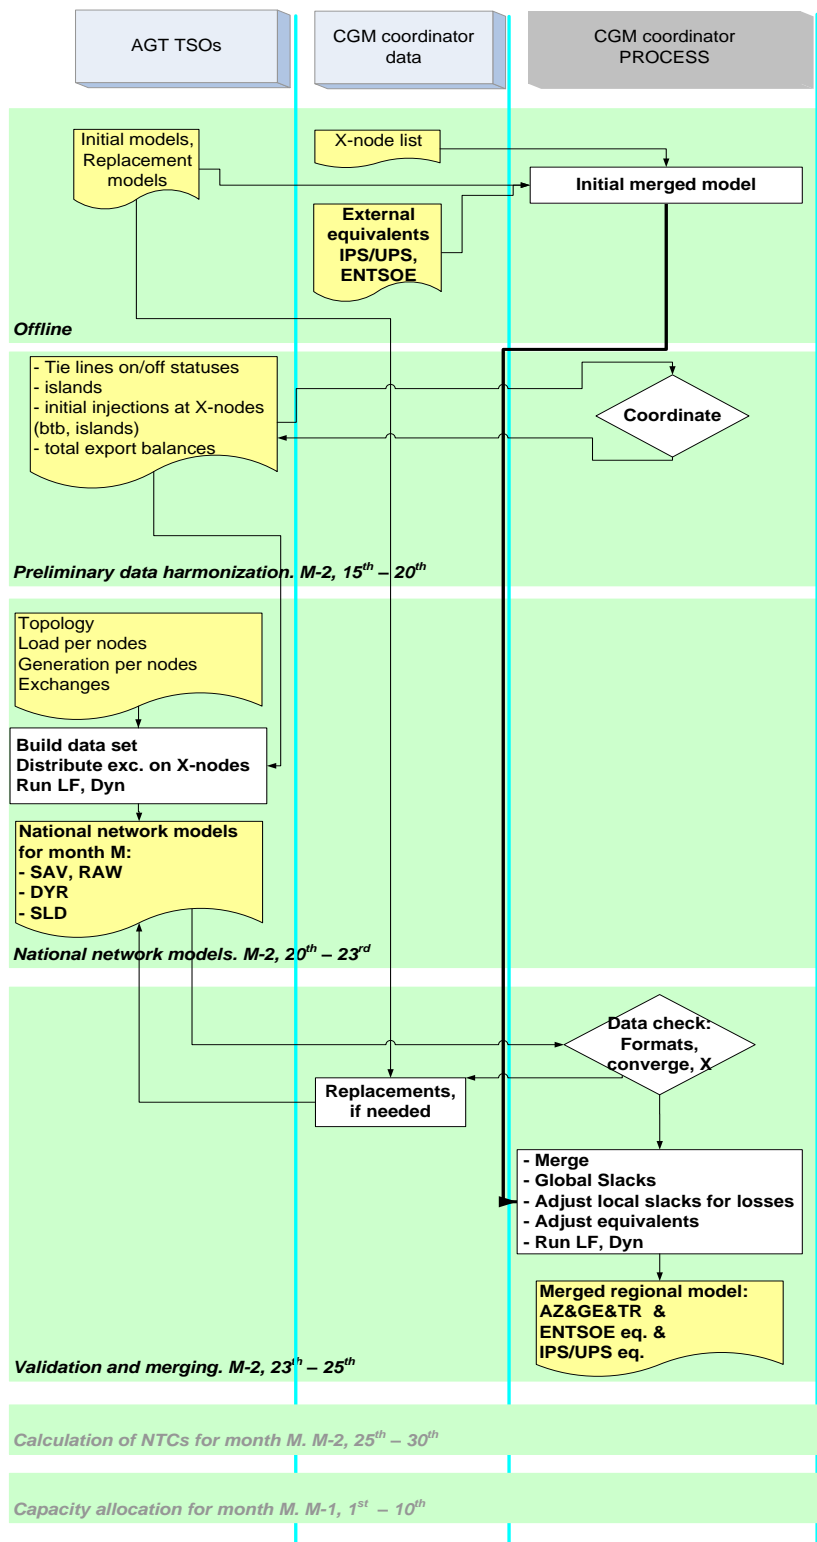 AGT TSOs
CGM coordinator
data
CGM coordinator
PROCESS
Initial models,
Replacement
models
X-node list
Initial merged model
External
equivalents
IPS/UPS,
ENTSOE
Offline
- Tie lines on/off statuses
- islands
- initial injections at X-nodes
(btb, islands)
- total export balances
Coordinate
Preliminary data harmonization. M-2, 15th – 20th
Topology
Load per nodes
Generation per nodes
Exchanges
Build data set
Distribute exc. on X-nodes
Run LF, Dyn
National network models
for month M:
- SAV, RAW
- DYR
- SLD
National network models. M-2, 20th – 23rd
Data check:
Formats,
converge, X
Replacements,
if needed
- Merge
- Global Slacks
- Adjust local slacks for losses
- Adjust equivalents
- Run LF, Dyn
Merged regional model:
AZ&GE&TR &
ENTSOE eq. &
IPS/UPS eq.
Validation and merging. M-2, 23th – 25th
Calculation of NTCs for month M. M-2, 25th – 30th
Capacity allocation for month M. M-1, 1st – 10th